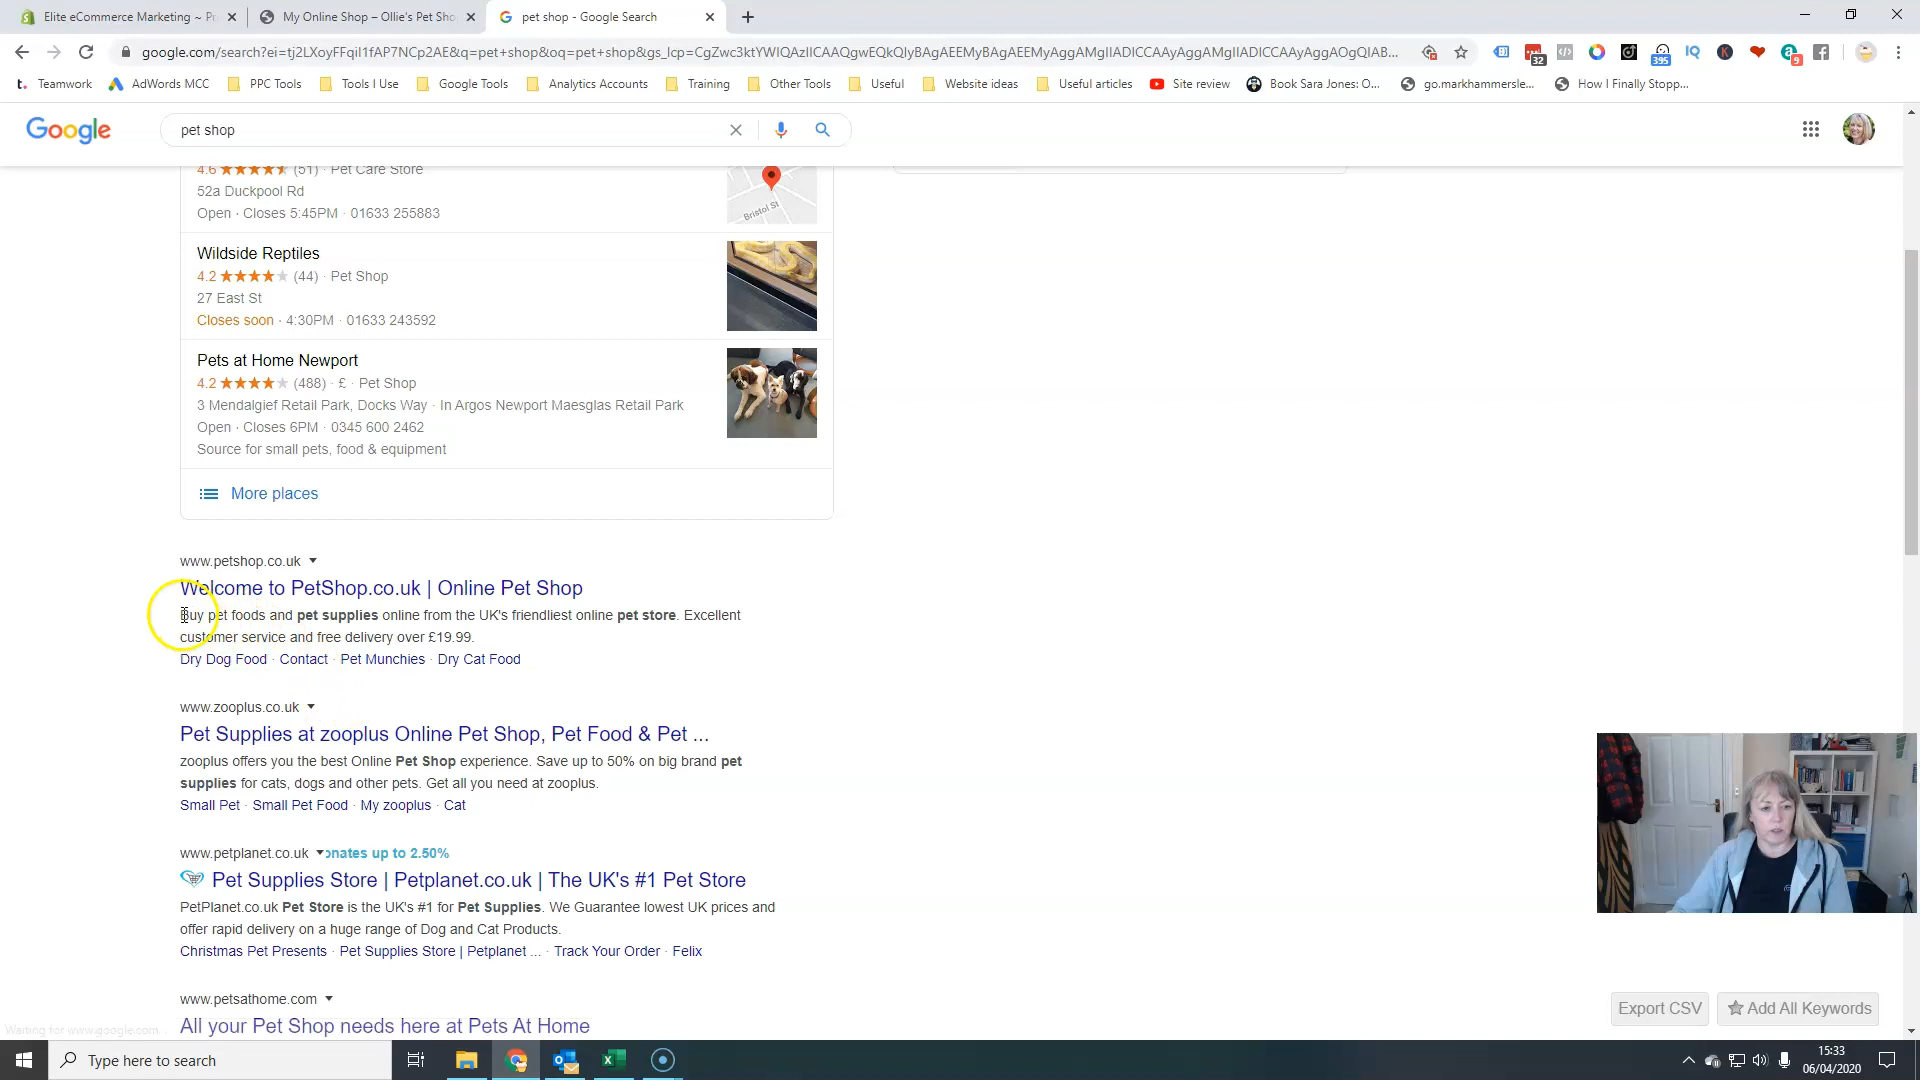 Elite eCommerce Marketing ~ Pr
My Online Shop – Ollie's Pet Sho
pet shop - Google Search
google.com/search?ei=tj2LXoyFFqiI1fAP7NCp2AE&q=pet+shop&oq=pet+shop&gs_lcp=CgZwc3ktYWIQAzIICAAQgwEQkQIyBAgAEEMyBAgAEEMyAggAMgIIADICCAAyAggAMgIIADICCAAyAggAOgQIAB...
32
395
IQ
K
9
Teamwork
AdWords MCC
PPC Tools
Tools I Use
Google Tools
Analytics Accounts
Training
Other Tools
Useful
Website ideas
Useful articles
Site review
Book Sara Jones: O...
go.markhammersle...
How I Finally Stopp...
Google
pet shop
4.6 (51) · Pet Care Store
52a Duckpool Rd
Open · Closes 5:45PM · 01633 255883
Bristol St
Wildside Reptiles
4.2 (44) · Pet Shop
27 East St
Closes soon · 4:30PM · 01633 243592
Pets at Home Newport
4.2 (488) · £ · Pet Shop
3 Mendalgief Retail Park, Docks Way · In Argos Newport Maesglas Retail Park
Open · Closes 6PM · 0345 600 2462
Source for small pets, food & equipment
More places
www.petshop.co.uk
Welcome to PetShop.co.uk | Online Pet Shop
Buy pet foods and pet supplies online from the UK's friendliest online pet store. Excellent
customer service and free delivery over £19.99.
Dry Dog Food · Contact · Pet Munchies · Dry Cat Food
www.zooplus.co.uk
Pet Supplies at zooplus Online Pet Shop, Pet Food & Pet ...
zooplus offers you the best Online Pet Shop experience. Save up to 50% on big brand pet
supplies for cats, dogs and other pets. Get all you need at zooplus.
Small Pet · Small Pet Food · My zooplus · Cat
www.petplanet.co.uk
onates up to 2.50%
Pet Supplies Store | Petplanet.co.uk | The UK's #1 Pet Store
PetPlanet.co.uk Pet Store is the UK's #1 for Pet Supplies. We Guarantee lowest UK prices and
offer rapid delivery on a huge range of Dog and Cat Products.
Christmas Pet Presents · Pet Supplies Store | Petplanet ... · Track Your Order · Felix
www.petsathome.com
All your Pet Shop needs here at Pets At Home
Waiting for www.google.com...
Export CSV
Add All Keywords
Type here to search
15:33
06/04/2020